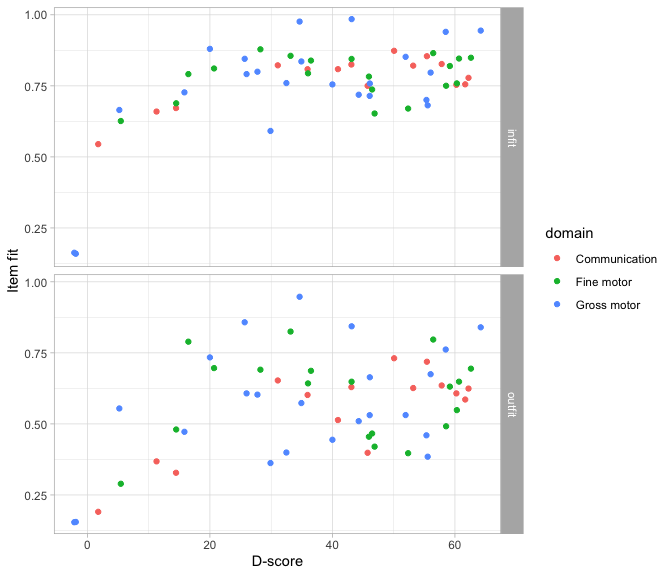 1.00
0.75
0.50
0.25
infit
1.00
0.75
0.50
0.25
outfit
Item fit
0
20
40
60
D-score
domain
Communication
Fine motor
Gross motor